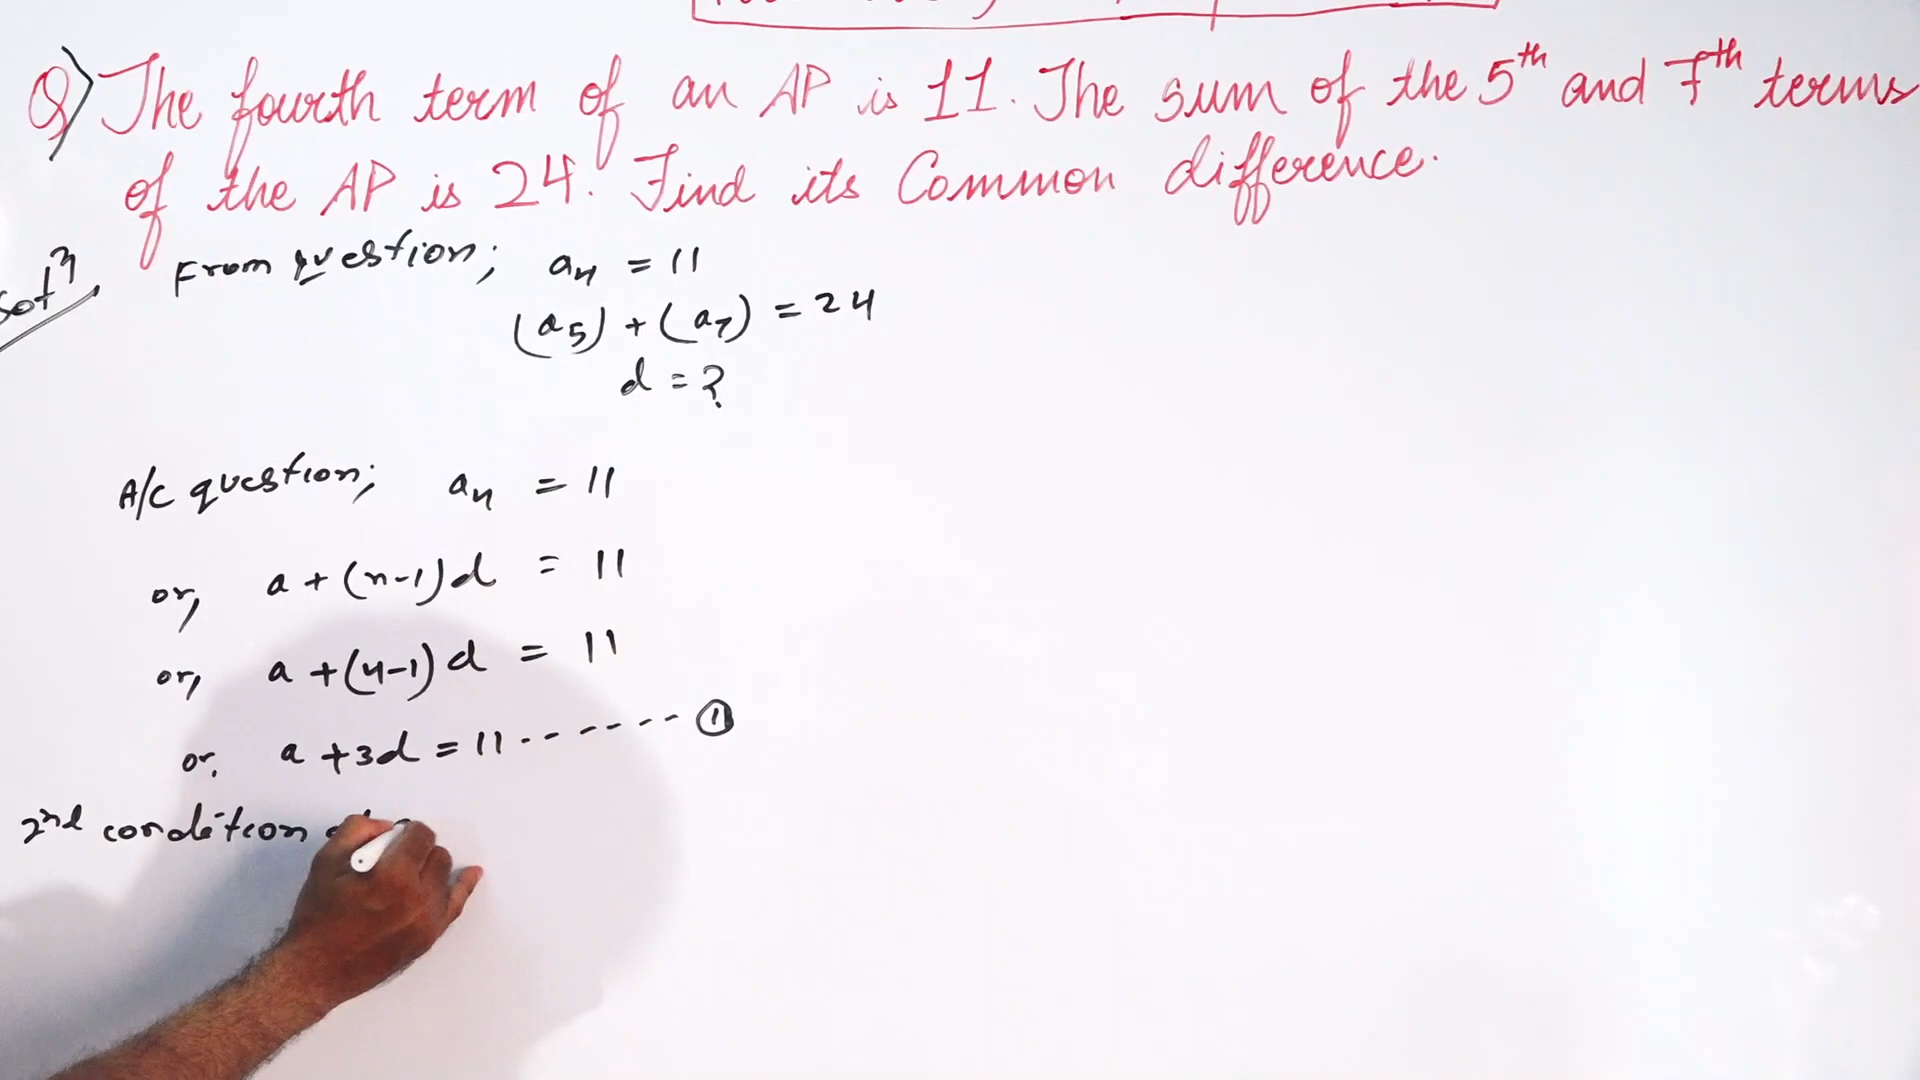 Q) The fourth term of an AP is 11. The sum of the 5th and 7th terms
of the AP is 24. Find its Common difference.
Solⁿ From question; a₄ = 11
(a₅) + (a₇) = 24
d = ?
A/C question; a₄ = 11
or, a + (n-1)d = 11
or, a + (4-1)d = 11
or. a + 3d = 11 - - - - - - - ①
2nd condition